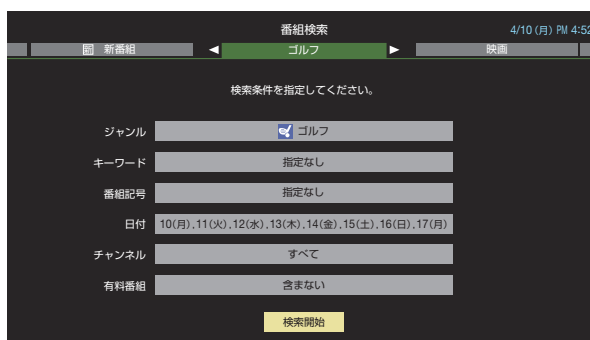 番組検索 4/10 (月) PM 4:52
新番組 ゴルフ 映画
検索条件を指定してください。
ジャンル ゴルフ
キーワード 指定なし
番組記号 指定なし
日付 10(月),11(火),12(水),13(木),14(金),15(土),16(日),17(月)
チャンネル すべて
有料番組 含まない
検索開始